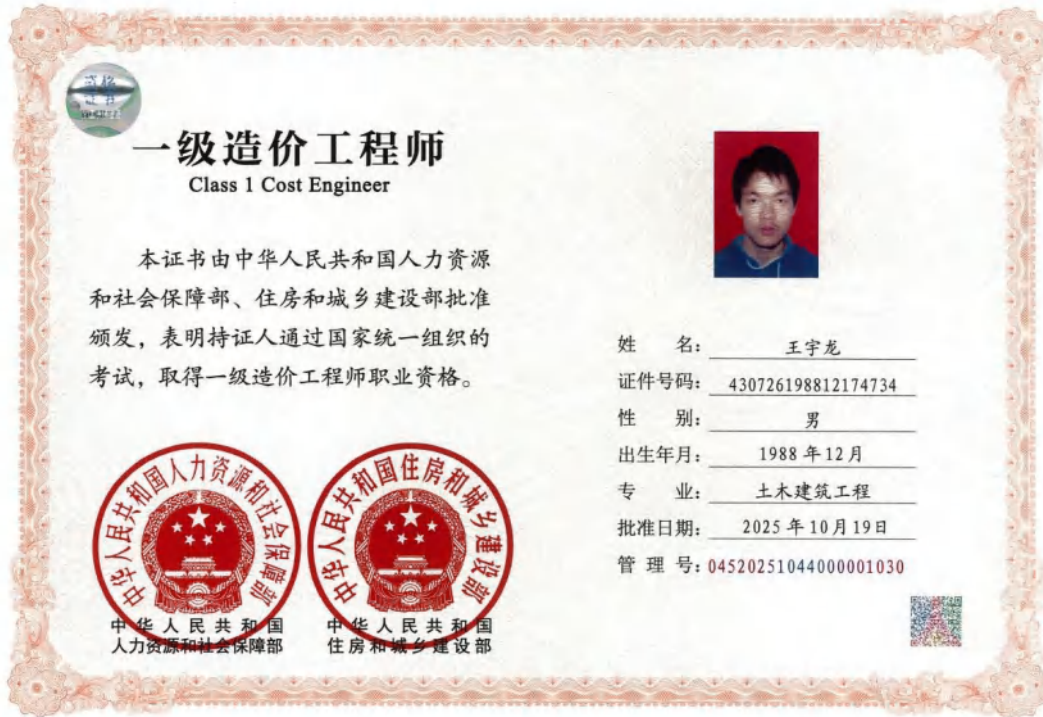 一级造价工程师
Class 1 Cost Engineer
本证书由中华人民共和国人力资源
和社会保障部、住房和城乡建设部批准
颁发，表明持证人通过国家统一组织的
考试，取得一级造价工程师职业资格。
中华人民共和国人力资源和社会保障部
中华人民共和国住房和城乡建设部
中华人民共和国
人力资源和社会保障部
中华人民共和国
住房和城乡建设部
姓 名：王宇龙
证件号码：430726198812174734
性 别：男
出生年月：1988年12月
专 业：土木建筑工程
批准日期：2025年10月19日
管 理 号：04520251044000001030